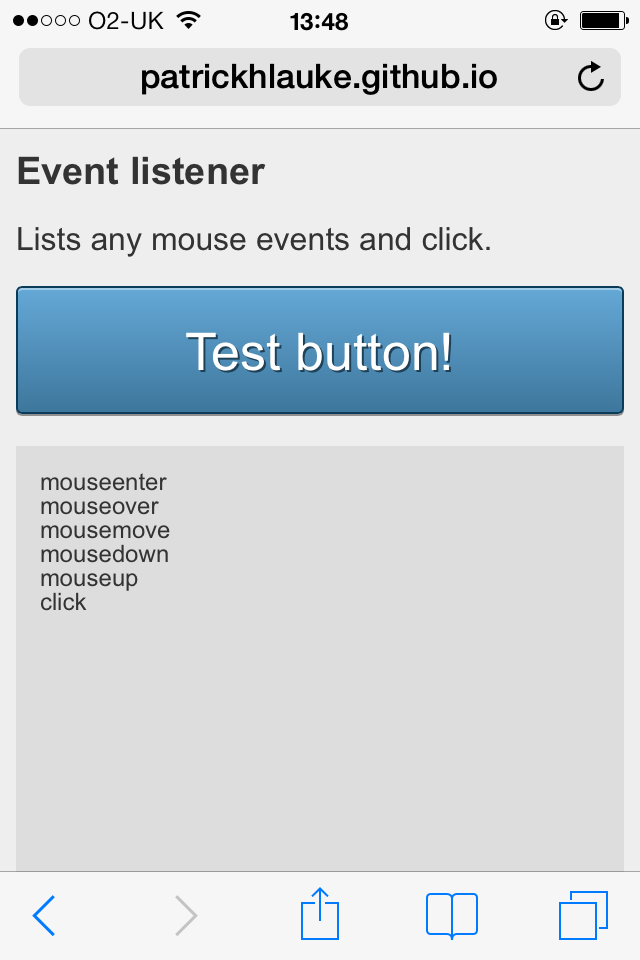 O2-UK 13:48
patrickhlauke.github.io
Event listener
Lists any mouse events and click.
Test button!
mouseenter
mouseover
mousemove
mousedown
mouseup
click